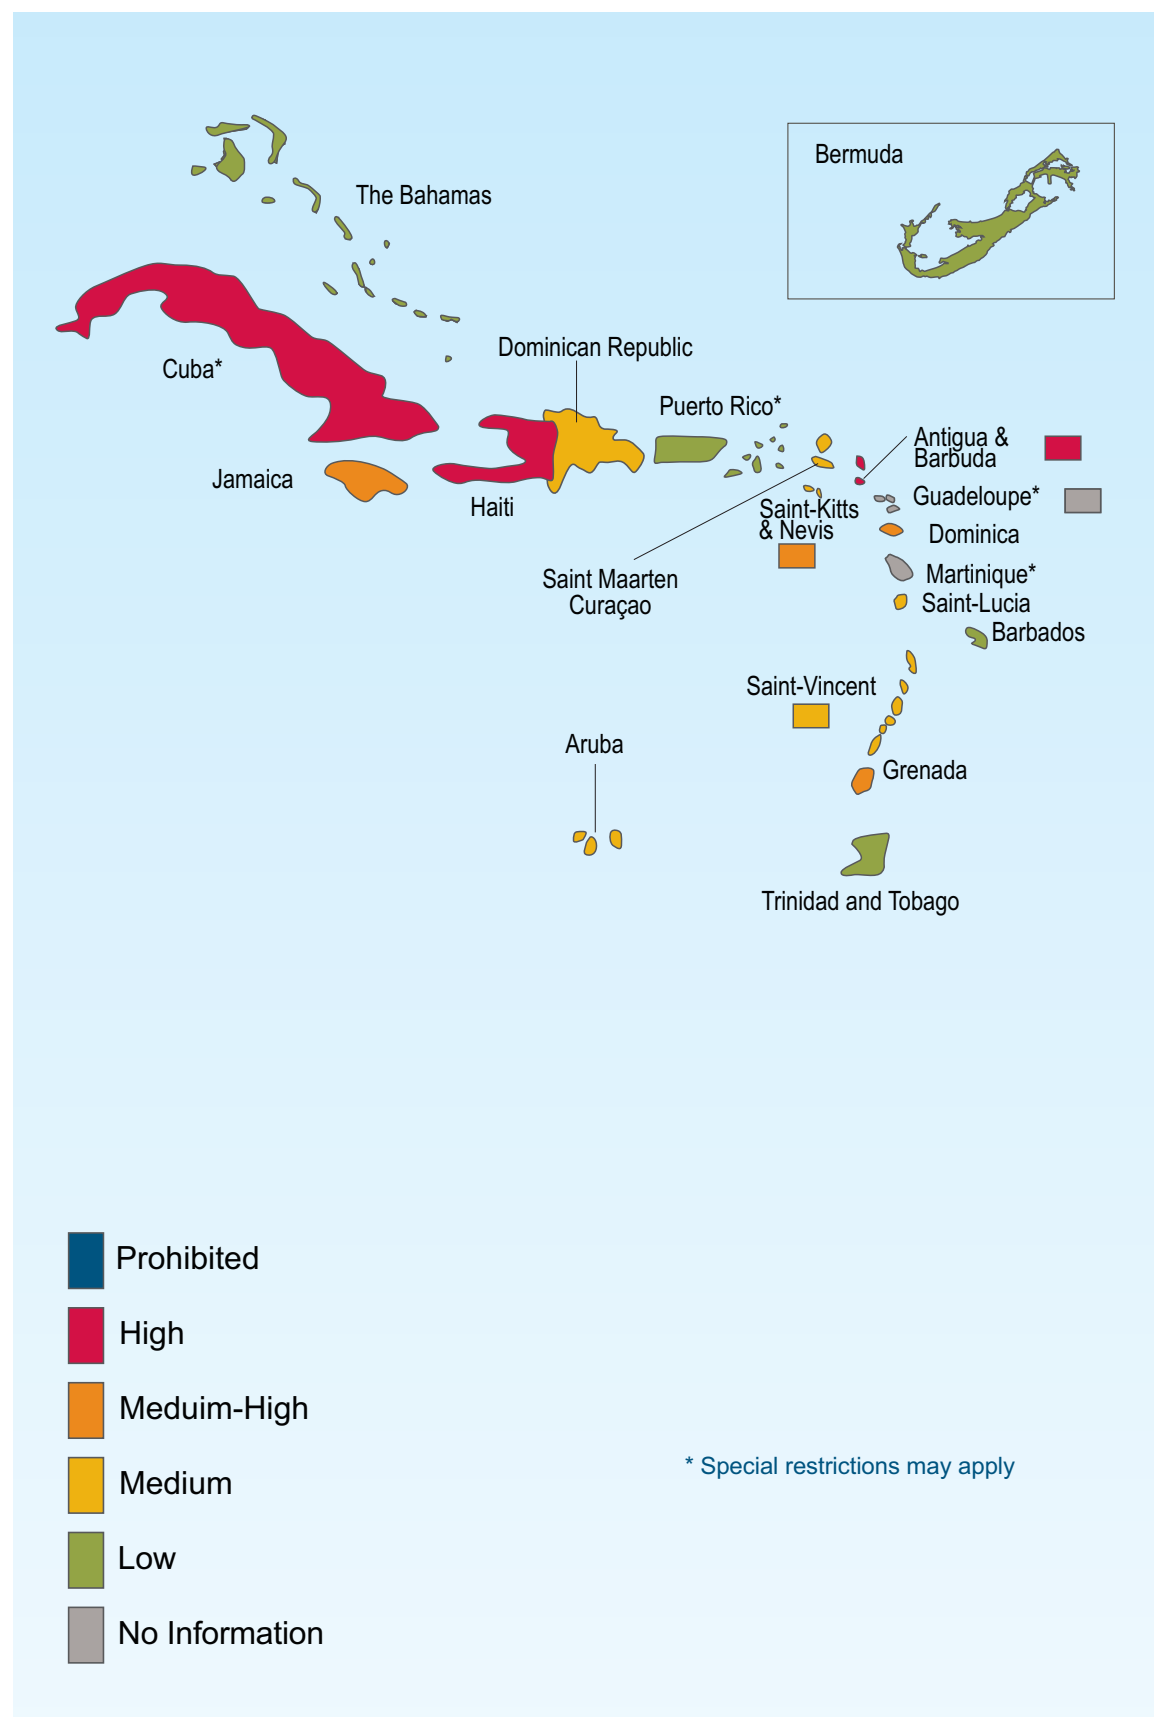 Bermuda
The Bahamas
Dominican Republic
Cuba*
Puerto Rico*
Antigua &
Barbuda
Jamaica
Haiti
Guadeloupe*
Saint-Kitts
& Nevis
Dominica
Saint Maarten
Curaçao
Martinique*
Saint-Lucia
Barbados
Saint-Vincent
Aruba
Grenada
Trinidad and Tobago
Prohibited
High
Meduim-High
Medium
Low
No Information
* Special restrictions may apply